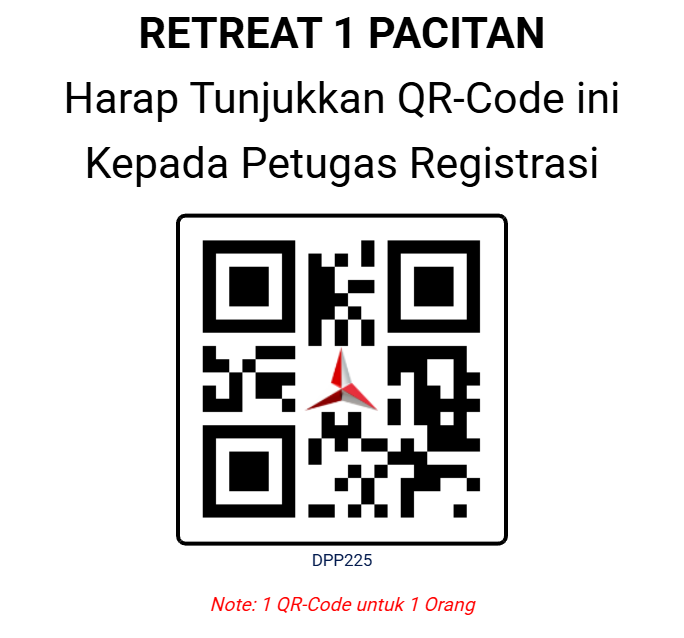 RETREAT 1 PACITAN
Harap Tunjukkan QR-Code ini
Kepada Petugas Registrasi
DPP225
Note: 1 QR-Code untuk 1 Orang